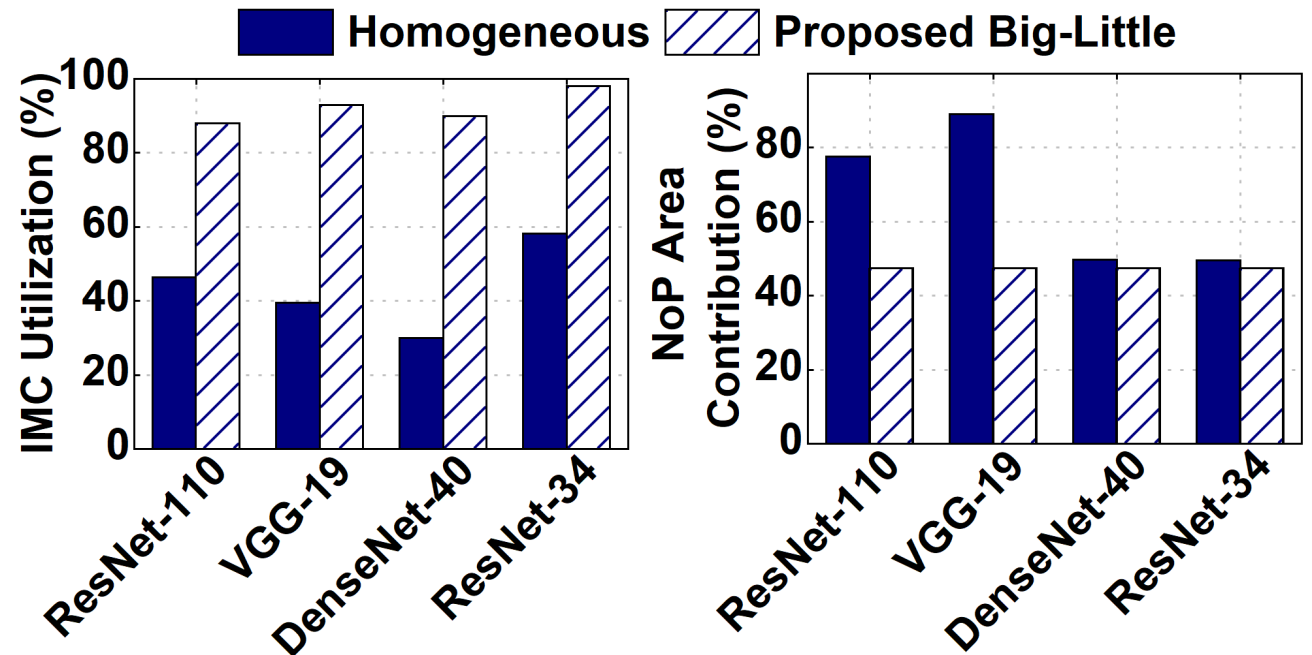 Homogeneous Proposed Big-Little
IMC Utilization (%)
100
80
60
40
20
0
ResNet-110
VGG-19
DenseNet-40
ResNet-34
NoP Area
Contribution (%)
80
60
40
20
0
ResNet-110
VGG-19
DenseNet-40
ResNet-34